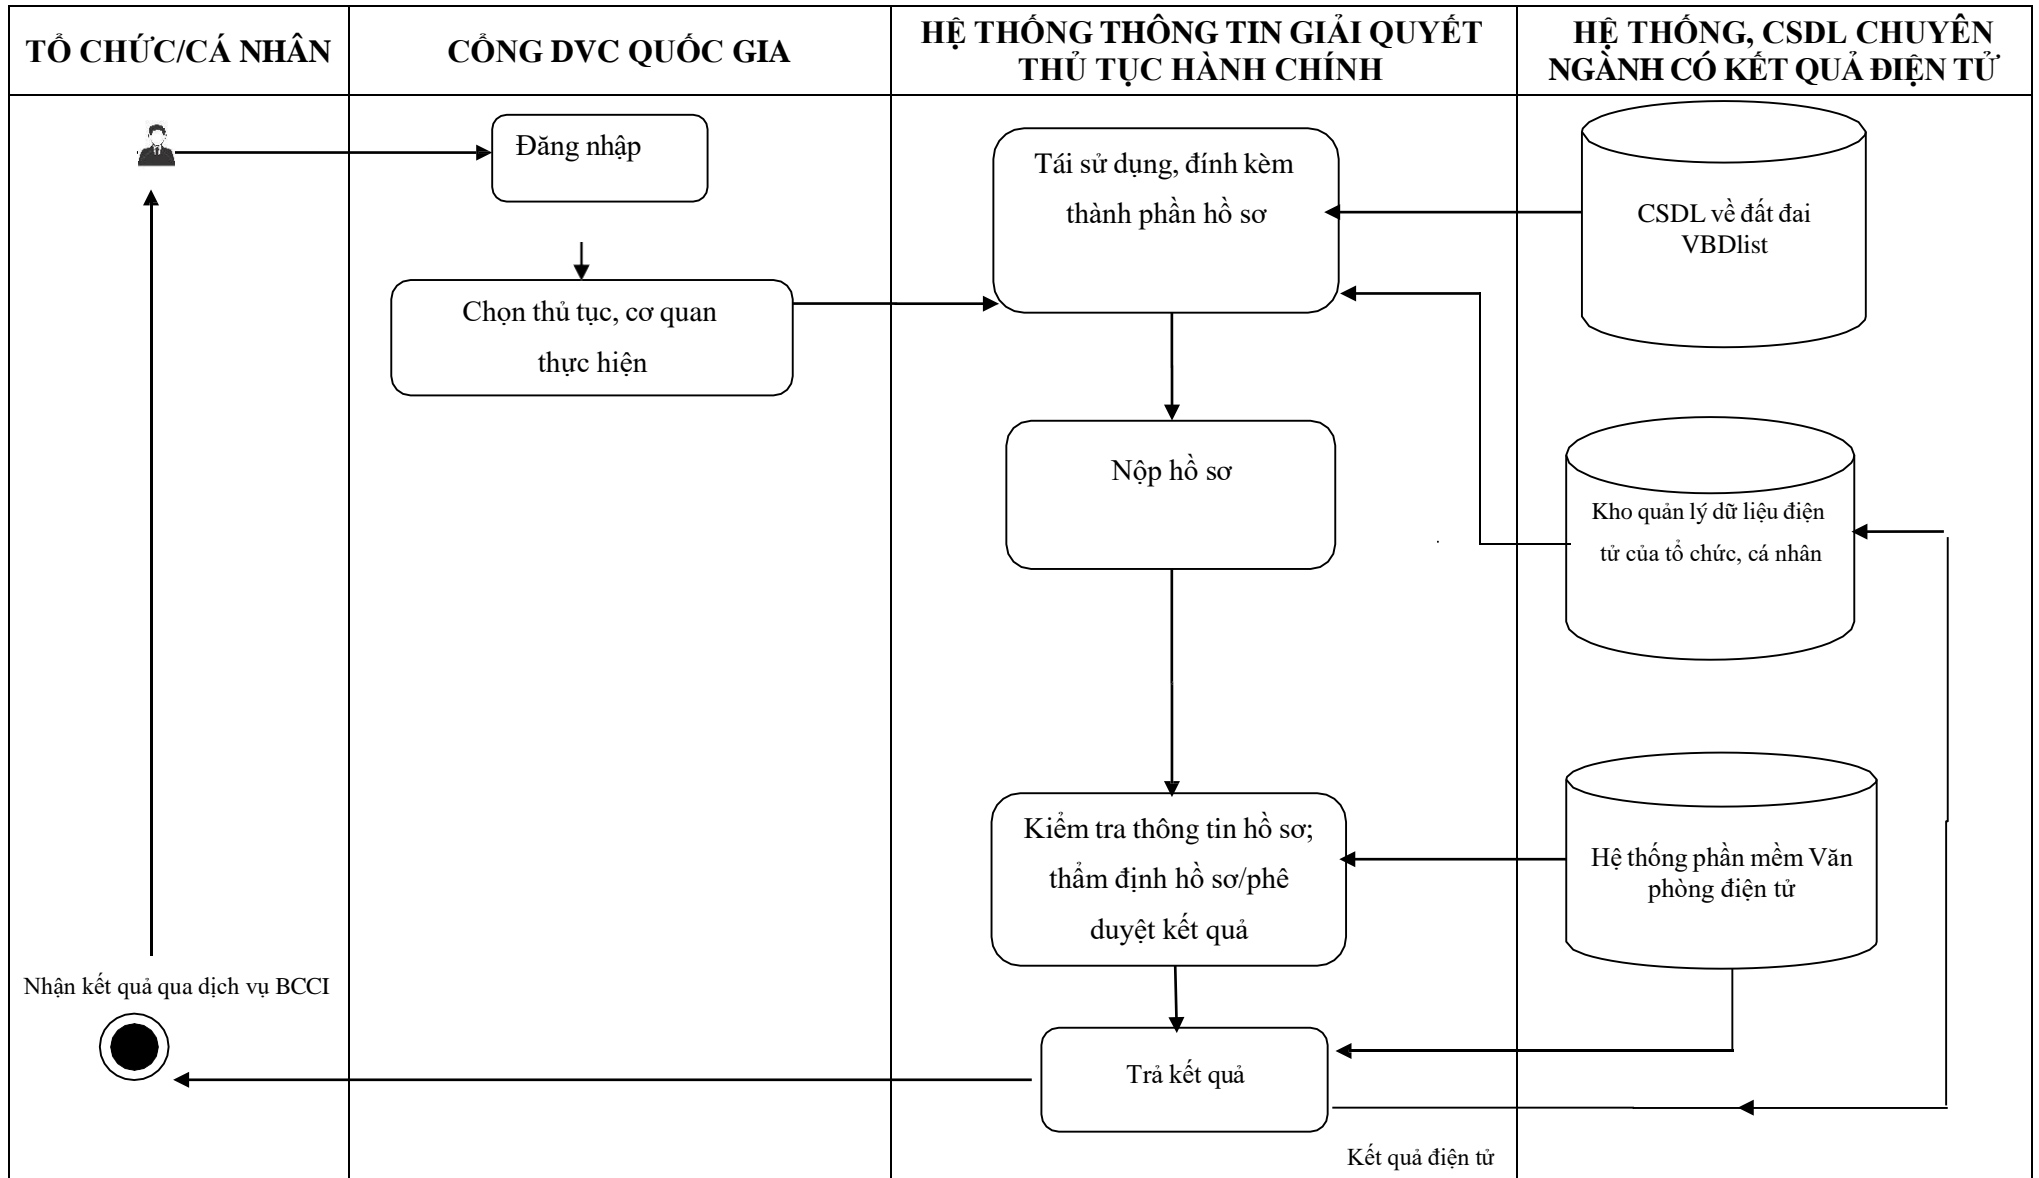 TỔ CHỨC/CÁ NHÂN
CỔNG DVC QUỐC GIA
HỆ THỐNG THÔNG TIN GIẢI QUYẾT
THỦ TỤC HÀNH CHÍNH
HỆ THỐNG, CSDL CHUYÊN
NGÀNH CÓ KẾT QUẢ ĐIỆN TỬ
Đăng nhập
Chọn thủ tục, cơ quan
thực hiện
Tái sử dụng, đính kèm
thành phần hồ sơ
CSDL về đất đai
VBDlist
Nộp hồ sơ
Kho quản lý dữ liệu điện
tử của tổ chức, cá nhân
Kiểm tra thông tin hồ sơ;
thẩm định hồ sơ/phê
duyệt kết quả
Hệ thống phần mềm Văn
phòng điện tử
Nhận kết quả qua dịch vụ BCCI
Trả kết quả
Kết quả điện tử